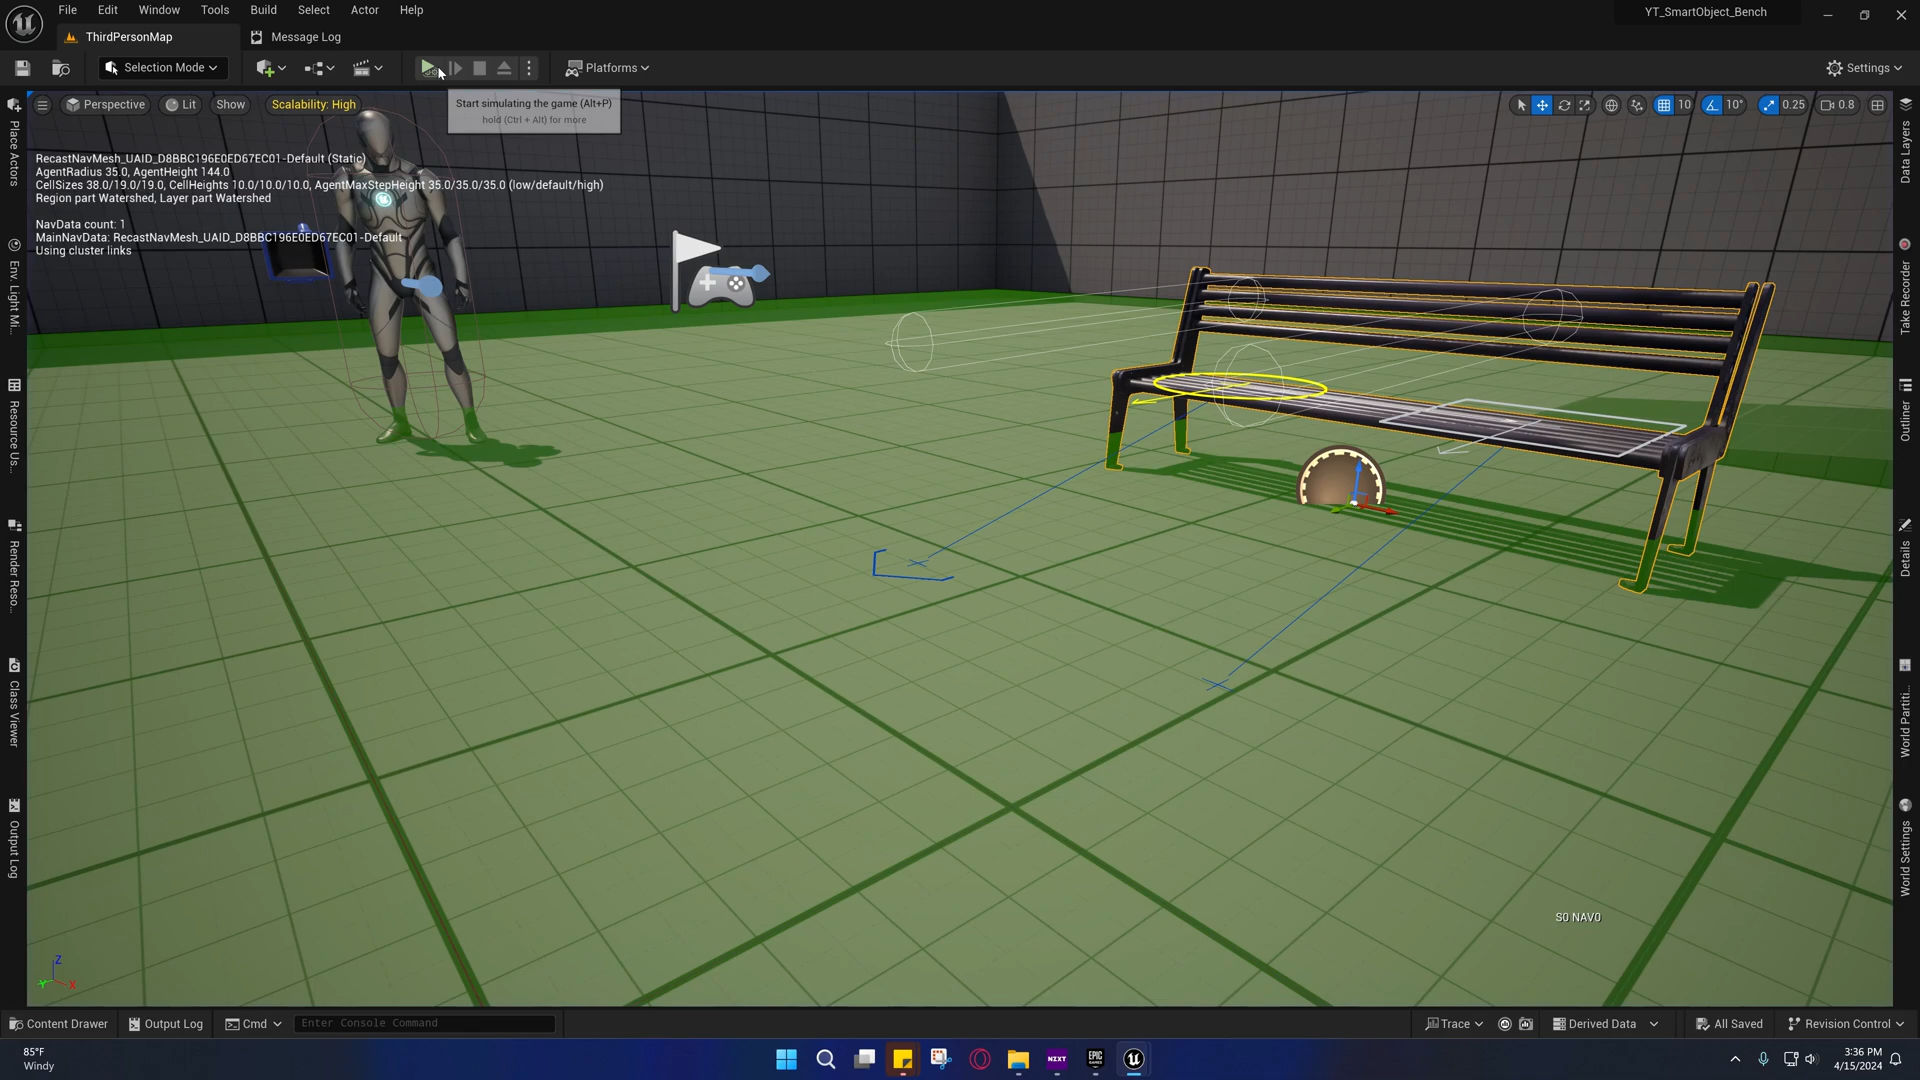 File Edit Window Tools Build Select Actor Help
YT_SmartObject_Bench
ThirdPersonMap
Message Log
Selection Mode
Platforms
Settings
Perspective
Lit
Show
Scalability: High
Start simulating the game (Alt+P)
hold (Ctrl + Alt) for more
10
10°
0.25
0.8
RecastNavMesh_UAID_D8BBC196E0ED67EC01-Default (Static)
AgentRadius 35.0, AgentHeight 144.0
CellSizes 38.0/19.0/19.0, CellHeights 10.0/10.0/10.0, AgentMaxStepHeight 35.0/35.0/35.0 (low/default/high)
Region part Watershed, Layer part Watershed
NavData count: 1
MainNavData: RecastNavMesh_UAID_D8BBC196E0ED67EC01-Default
Using cluster links
Place Actors
Env. Light Mi...
Resource Us...
Render Reso...
Class Viewer
Output Log
Data Layers
Take Recorder
Outliner
Details
World Partiti...
World Settings
S0 NAV0
Z
Y
X
Content Drawer
Output Log
Cmd
Enter Console Command
Trace
Derived Data
All Saved
Revision Control
85°F
Windy
NZXT
EPIC
GAMES
3:36 PM
4/15/2024